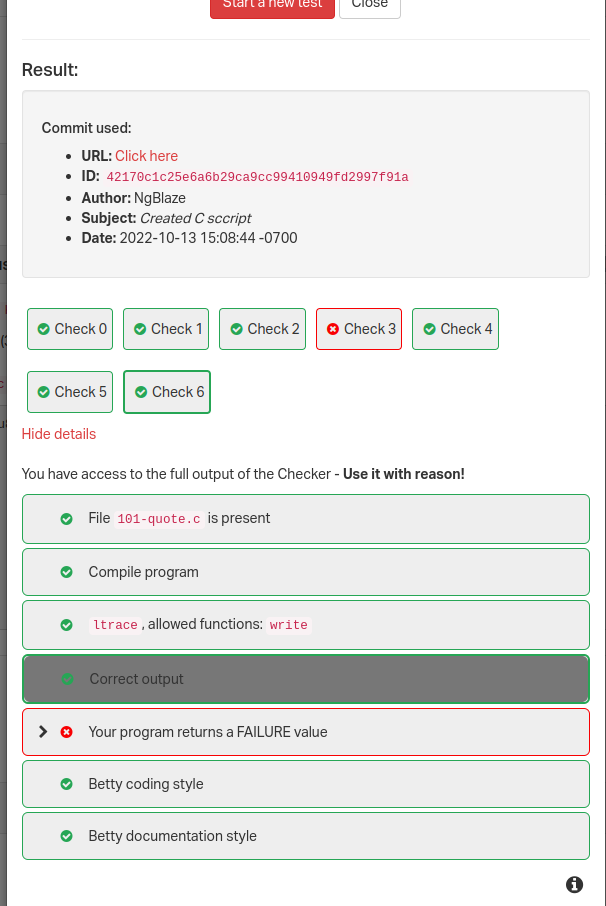 Start a new test Close
Result:
Commit used:
URL: Click here
ID: 42170c1c25e6a6b29ca9cc99410949fd2997f91a
Author: NgBlaze
Subject: Created C sccript
Date: 2022-10-13 15:08:44 -0700
Check 0 Check 1 Check 2 Check 3 Check 4
Check 5 Check 6
Hide details
You have access to the full output of the Checker - Use it with reason!
File 101-quote.c is present
Compile program
ltrace, allowed functions: write
Correct output
Your program returns a FAILURE value
Betty coding style
Betty documentation style